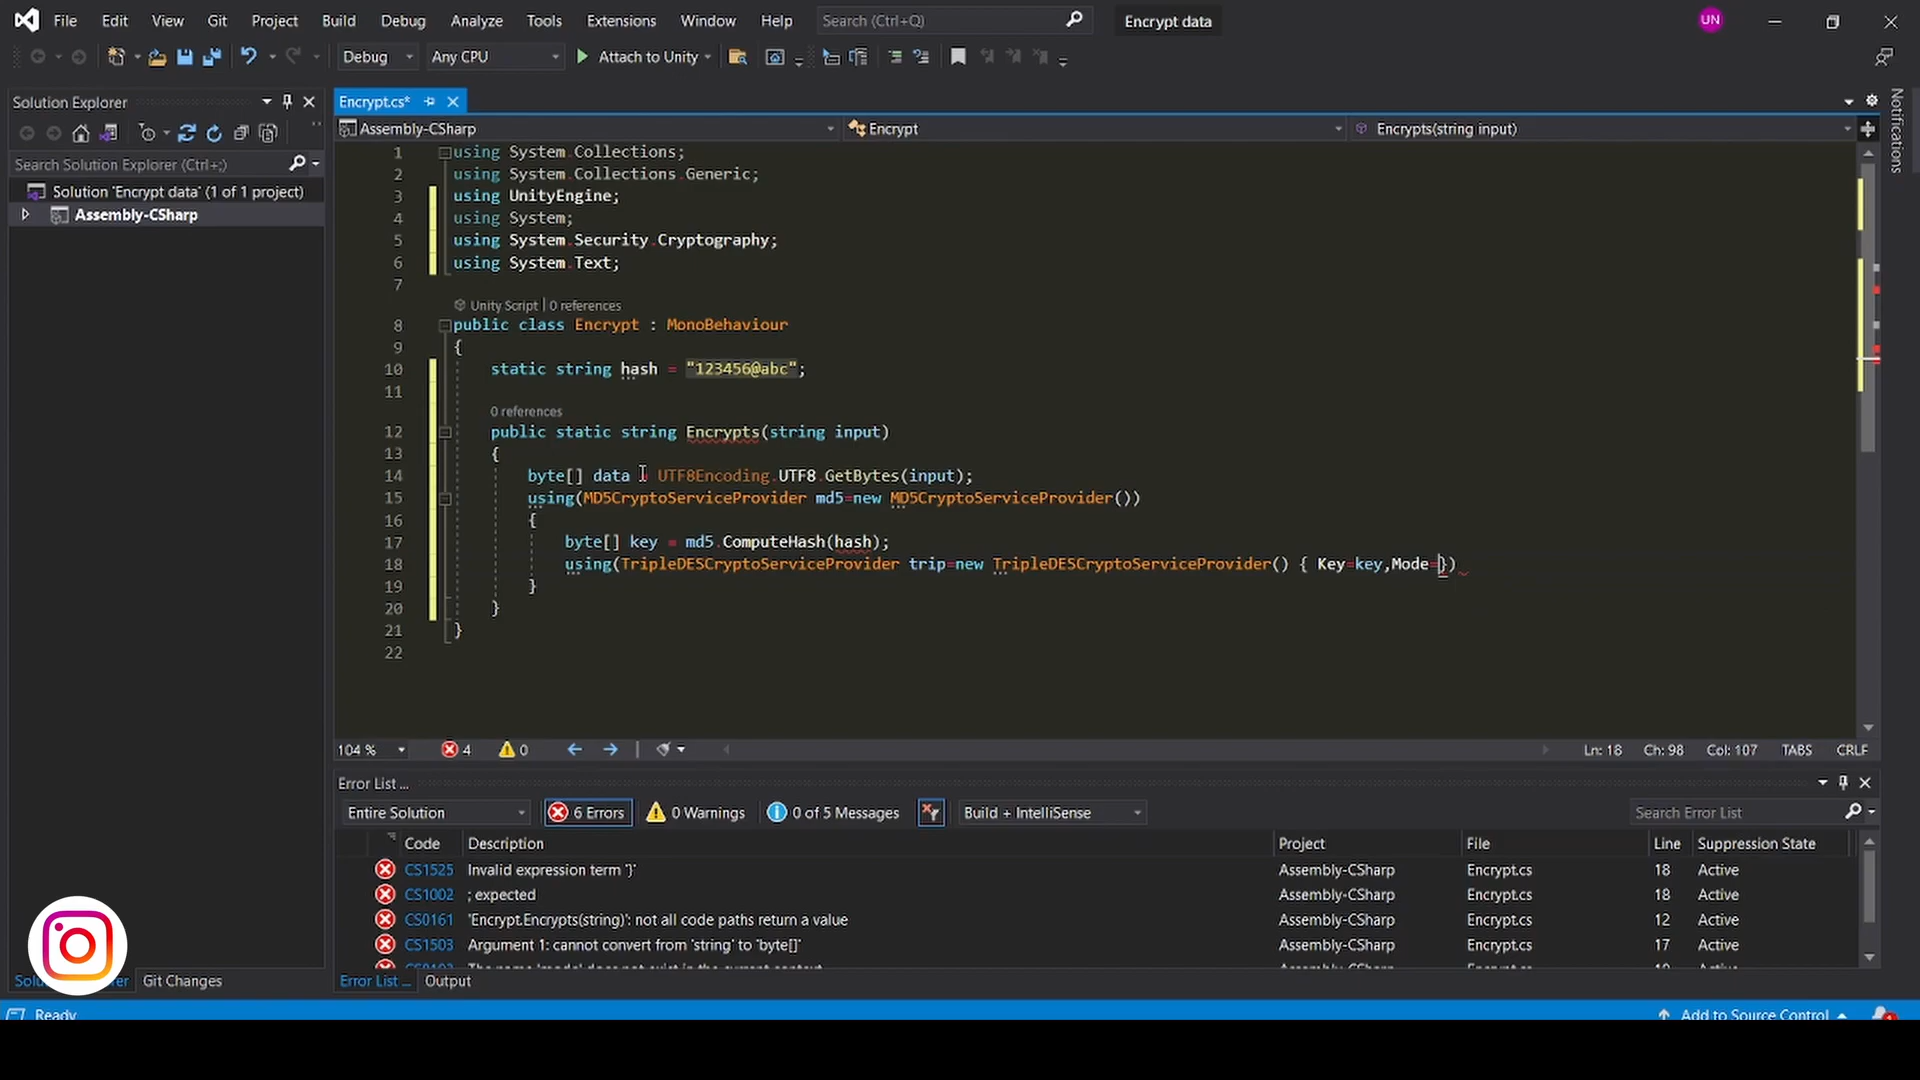 File Edit View Git Project Build Debug Analyze Tools Extensions Window Help Search (Ctrl+Q) Encrypt data UN
Debug Any CPU Attach to Unity
Solution Explorer
Search Solution Explorer (Ctrl+;)
Solution 'Encrypt data' (1 of 1 project)
Assembly-CSharp
Encrypt.cs*
Assembly-CSharp Encrypt Encrypts(string input)
Notifications
1 using System.Collections;
2 using System.Collections.Generic;
3 using UnityEngine;
4 using System;
5 using System.Security.Cryptography;
6 using System.Text;
7
Unity Script | 0 references
8 public class Encrypt : MonoBehaviour
9 {
10 static string hash = "123456@abc";
11
0 references
12 public static string Encrypts(string input)
13 {
14 byte[] data = UTF8Encoding.UTF8.GetBytes(input);
15 using(MD5CryptoServiceProvider md5=new MD5CryptoServiceProvider())
16 {
17 byte[] key = md5.ComputeHash(hash);
18 using(TripleDESCryptoServiceProvider trip=new TripleDESCryptoServiceProvider() { Key=key,Mode=})
19 }
20 }
21 }
22
104 % 4 0 Ln: 18 Ch: 98 Col: 107 TABS CRLF
Error List ...
Entire Solution 6 Errors 0 Warnings 0 of 5 Messages Build + IntelliSense Search Error List
Code Description Project File Line Suppression State
CS1525 Invalid expression term '}' Assembly-CSharp Encrypt.cs 18 Active
CS1002 ; expected Assembly-CSharp Encrypt.cs 18 Active
CS0161 'Encrypt.Encrypts(string)': not all code paths return a value Assembly-CSharp Encrypt.cs 12 Active
CS1503 Argument 1: cannot convert from 'string' to 'byte[]' Assembly-CSharp Encrypt.cs 17 Active
Git Changes Error List ... Output
Ready Add to Source Control